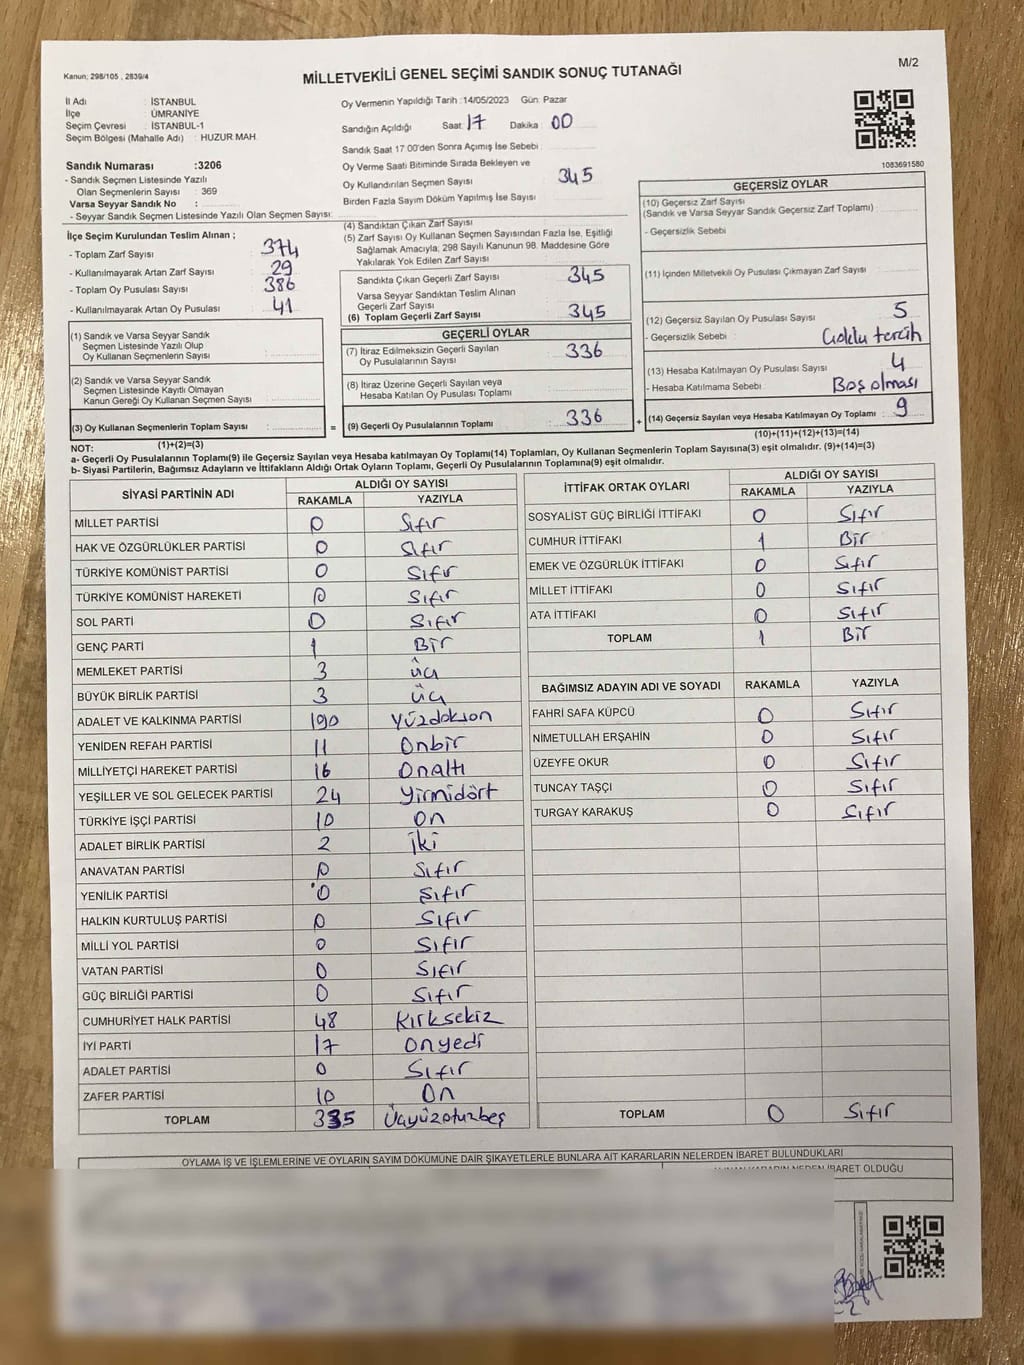 Kanun; 298/105 , 2839/4
MİLLETVEKİLİ GENEL SEÇİMİ SANDIK SONUÇ TUTANAĞI
M/2
İl Adı : İSTANBUL
İlçe : ÜMRANİYE
Seçim Çevresi : İSTANBUL-1
Seçim Bölgesi (Mahalle Adı) : HUZUR MAH.
Sandık Numarası :3206
- Sandık Seçmen Listesinde Yazılı
Olan Seçmenlerin Sayısı : 369
Varsa Seyyar Sandık No :
- Seyyar Sandık Seçmen Listesinde Yazılı Olan Seçmen Sayısı:
Oy Vermenin Yapıldığı Tarih :14/05/2023 Gün: Pazar
Sandığın Açıldığı Saat: 17 Dakika : 00
Sandık Saat 17 00'den Sonra Açımış İse Sebebi :
Oy Verme Saati Bitiminde Sırada Bekleyen ve
Oy Kullandırılan Seçmen Sayısı 345
Birden Fazla Sayım Döküm Yapılmış İse Sayısı :
1083691580
İlçe Seçim Kurulundan Teslim Alınan ;
- Toplam Zarf Sayısı : 374
- Kullanılmayarak Artan Zarf Sayısı : 29
- Toplam Oy Pusulası Sayısı : 386
- Kullanılmayarak Artan Oy Pusulası : 41
(1) Sandık ve Varsa Seyyar Sandık
Seçmen Listesinde Yazılı Olup
Oy Kullanan Seçmenlerin Sayısı :
(2) Sandık ve Varsa Seyyar Sandık
Seçmen Listesinde Kayıtlı Olmayan
Kanun Gereği Oy Kullanan Seçmen Sayısı :
(3) Oy Kullanan Seçmenlerin Toplam Sayısı :
(1)+(2)=(3)
(4) Sandıktan Çıkan Zarf Sayısı :
(5) Zarf Sayısı Oy Kullanan Seçmen Sayısından Fazla İse, Eşitliği
Sağlamak Amacıyla, 298 Sayılı Kanunun 98. Maddesine Göre
Yakılarak Yok Edilen Zarf Sayısı :
Sandıkta Çıkan Geçerli Zarf Sayısı : 345
Varsa Seyyar Sandıktan Teslim Alınan
Geçerli Zarf Sayısı :
(6) Toplam Geçerli Zarf Sayısı : 345
GEÇERLİ OYLAR
(7) İtiraz Edilmeksizin Geçerli Sayılan
Oy Pusulalarının Sayısı : 336
(8) İtiraz Üzerine Geçerli Sayılan veya
Hesaba Katılan Oy Pusulası Toplamı :
= (9) Geçerli Oy Pusulalarının Toplamı : 336 +
GEÇERSİZ OYLAR
(10) Geçersiz Zarf Sayısı
(Sandık ve Varsa Seyyar Sandık Geçersiz Zarf Toplamı) :
- Geçersizlik Sebebi :
(11) İçinden Milletvekili Oy Pusulası Çıkmayan Zarf Sayısı :
(12) Geçersiz Sayılan Oy Pusulası Sayısı : 5
- Geçersizlik Sebebi : Çoklu tercih
(13) Hesaba Katılmayan Oy Pusulası Sayısı : 4
- Hesaba Katılmama Sebebi : Boş olması
(14) Geçersiz Sayılan veya Hesaba Katılmayan Oy Toplamı : 9
(10)+(11)+(12)+(13)=(14)
NOT:
a- Geçerli Oy Pusulalarının Toplamı(9) ile Geçersiz Sayılan veya Hesaba katılmayan Oy Toplamı(14) Toplamları, Oy Kullanan Seçmenlerin Toplam Sayısına(3) eşit olmalıdır. (9)+(14)=(3)
b- Siyasi Partilerin, Bağımsız Adayların ve İttifakların Aldığı Ortak Oyların Toplamı, Geçerli Oy Pusulalarının Toplamına(9) eşit olmalıdır.
SİYASİ PARTİNİN ADI ALDIĞI OY SAYISI
RAKAMLA YAZIYLA
MİLLET PARTİSİ 0 Sıfır
HAK VE ÖZGÜRLÜKLER PARTİSİ 0 Sıfır
TÜRKİYE KOMÜNİST PARTİSİ 0 Sıfır
TÜRKİYE KOMÜNİST HAREKETİ 0 Sıfır
SOL PARTİ 0 Sıfır
GENÇ PARTİ 1 Bir
MEMLEKET PARTİSİ 3 üç
BÜYÜK BİRLİK PARTİSİ 3 üç
ADALET VE KALKINMA PARTİSİ 190 Yüzdokson
YENİDEN REFAH PARTİSİ 11 Onbir
MİLLİYETÇİ HAREKET PARTİSİ 16 Onaltı
YEŞİLLER VE SOL GELECEK PARTİSİ 24 Yirmidört
TÜRKİYE İŞÇİ PARTİSİ 10 On
ADALET BİRLİK PARTİSİ 2 İki
ANAVATAN PARTİSİ 0 Sıfır
YENİLİK PARTİSİ 0 Sıfır
HALKIN KURTULUŞ PARTİSİ 0 Sıfır
MİLLİ YOL PARTİSİ 0 Sıfır
VATAN PARTİSİ 0 Sıfır
GÜÇ BİRLİĞİ PARTİSİ 0 Sıfır
CUMHURİYET HALK PARTİSİ 48 Kırksekiz
İYİ PARTİ 17 Onyedi
ADALET PARTİSİ 0 Sıfır
ZAFER PARTİSİ 10 On
TOPLAM 335 Üçyüzotuzbeş
İTTİFAK ORTAK OYLARI ALDIĞI OY SAYISI
RAKAMLA YAZIYLA
SOSYALİST GÜÇ BİRLİĞİ İTTİFAKI 0 Sıfır
CUMHUR İTTİFAKI 1 Bir
EMEK VE ÖZGÜRLÜK İTTİFAKI 0 Sıfır
MİLLET İTTİFAKI 0 Sıfır
ATA İTTİFAKI 0 Sıfır
TOPLAM 1 Bir
BAĞIMSIZ ADAYIN ADI VE SOYADI RAKAMLA YAZIYLA
FAHRİ SAFA KÜPCÜ 0 Sıfır
NİMETULLAH ERŞAHİN 0 Sıfır
ÜZEYFE OKUR 0 Sıfır
TUNCAY TAŞÇI 0 Sıfır
TURGAY KARAKUŞ 0 Sıfır
TOPLAM 0 Sıfır
OYLAMA İŞ VE İŞLEMLERİNE VE OYLARIN SAYIM DÖKÜMÜNE DAİR ŞİKAYETLERLE BUNLARA AİT KARARLARIN NELERDEN İBARET BULUNDUKLARI
KARARIN NEDEN İBARET OLDUĞU